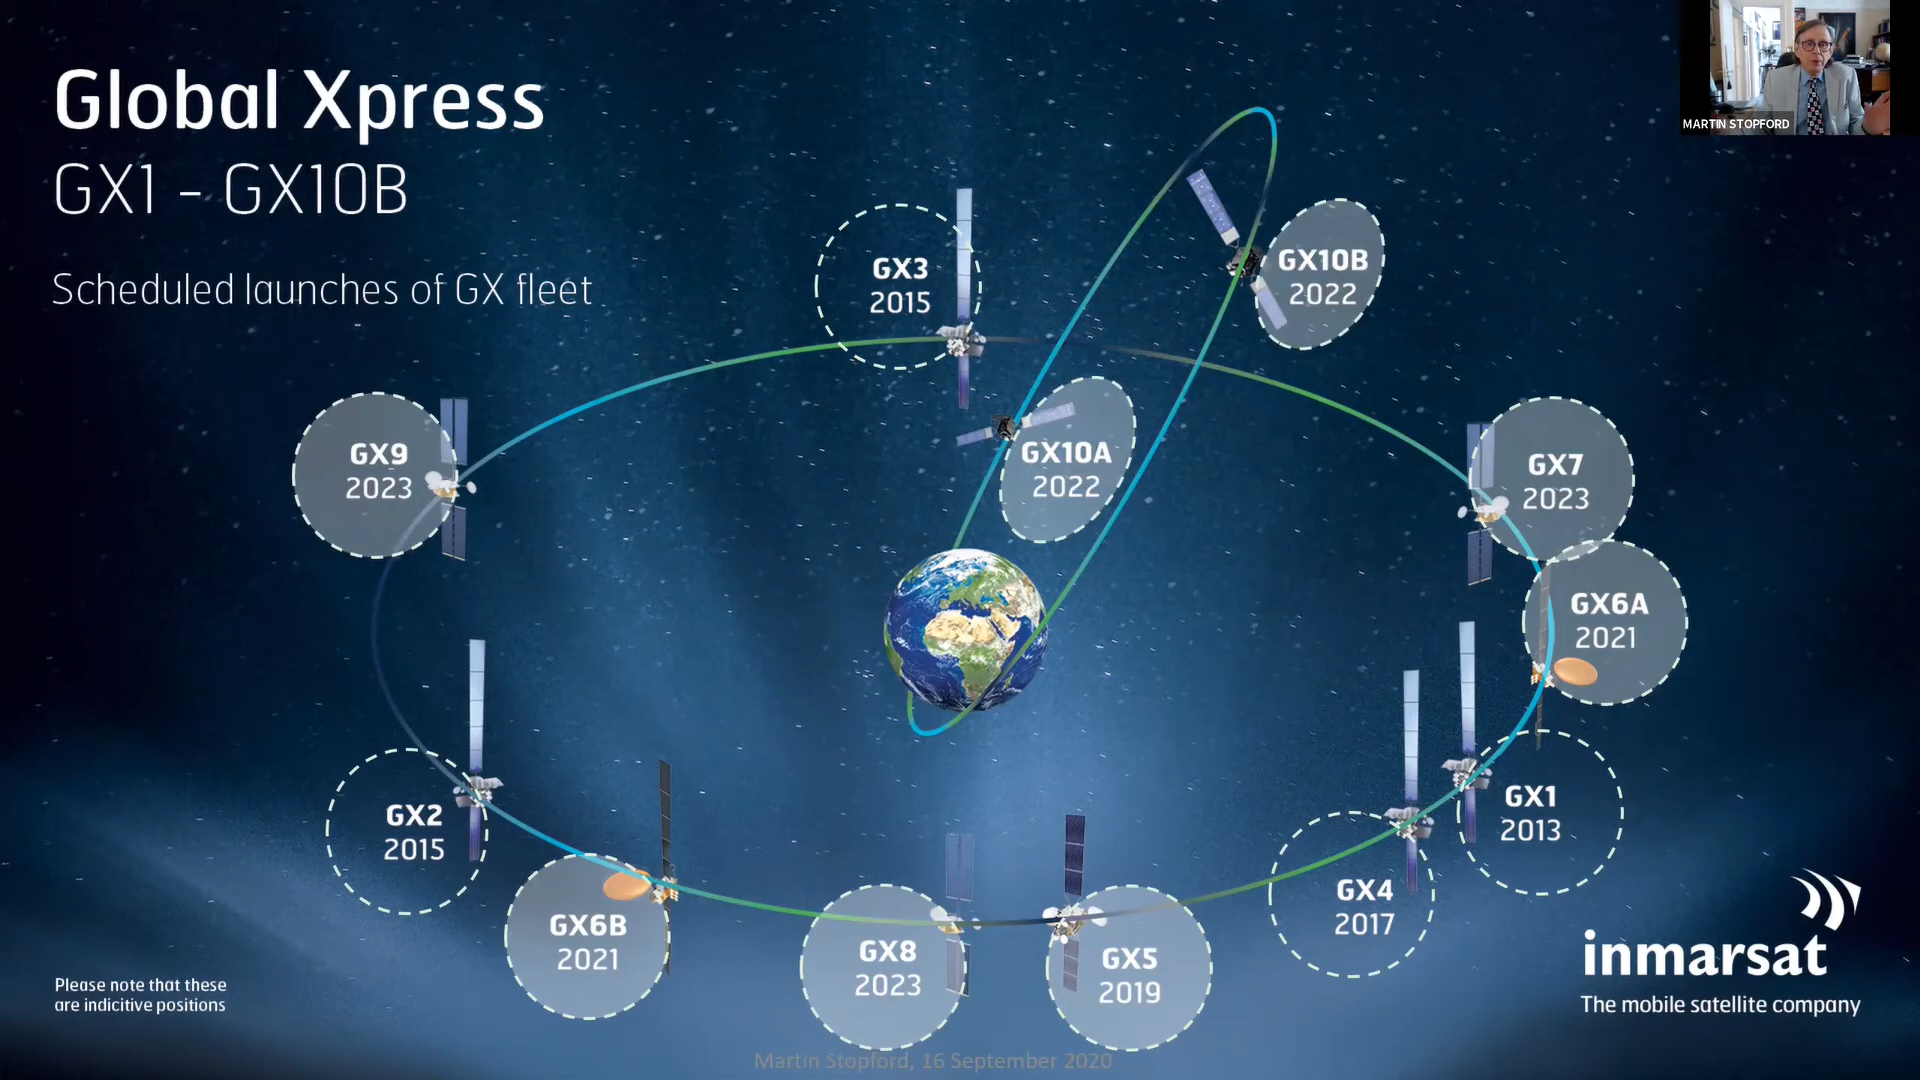 Global Xpress
GX1 – GX10B
Scheduled launches of GX fleet
MARTIN STOPFORD
GX3
2015
GX10B
2022
GX9
2023
GX10A
2022
GX7
2023
GX6A
2021
GX2
2015
GX1
2013
GX6B
2021
GX8
2023
GX5
2019
GX4
2017
Please note that these
are indicitive positions
inmarsat
The mobile satellite company
Martin Stopford, 16 September 2020